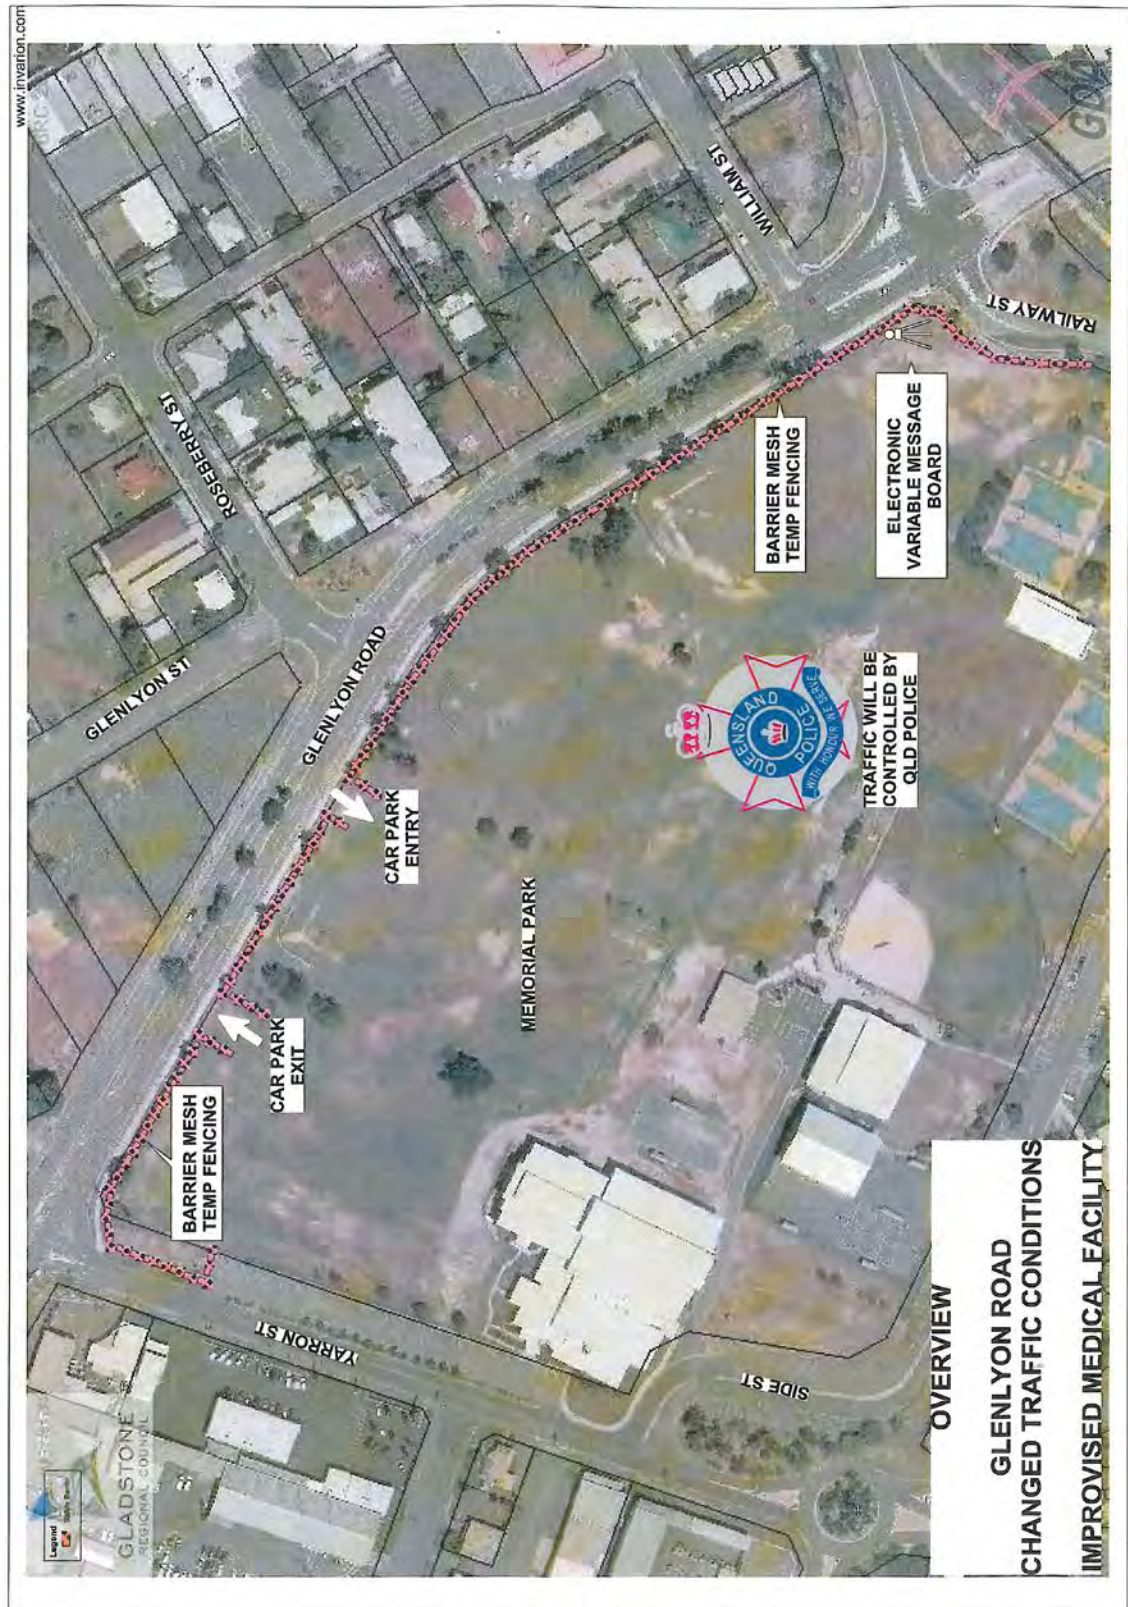 www.invarion.com
Legend
GLADSTONE
REGIONAL COUNCIL
YARRON ST
SIDE ST
BARRIER MESH
TEMP FENCING
CAR PARK
EXIT
CAR PARK
ENTRY
MEMORIAL PARK
GLENLYON ST
GLENLYON ROAD
ROSEBERRY ST
WILLIAM ST
RAILWAY ST
BARRIER MESH
TEMP FENCING
ELECTRONIC
VARIABLE MESSAGE
BOARD
QUEENSLAND
POLICE
WITH HONOUR WE SERVE
TRAFFIC WILL BE
CONTROLLED BY
QLD POLICE
OVERVIEW
GLENLYON ROAD
CHANGED TRAFFIC CONDITIONS
IMPROVISED MEDICAL FACILITY